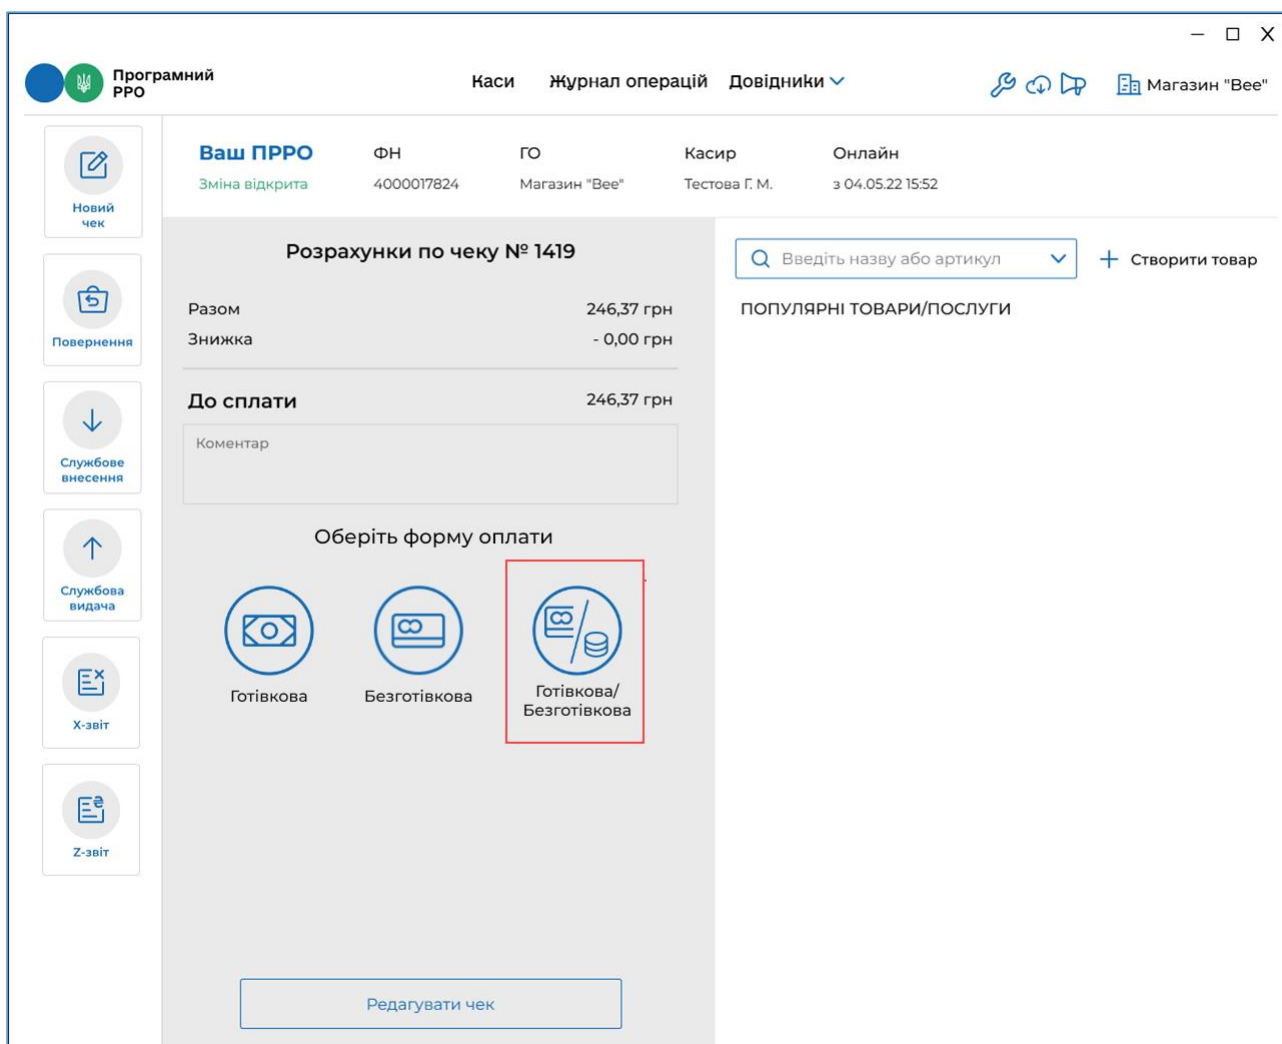 Програмний
РРО
Каси Журнал операцій Довідники
Магазин "Bee"
Новий
чек
Повернення
Службове
внесення
Службова
видача
X-звіт
Z-звіт
Ваш ПРРО ФН ГО Касир Онлайн
Зміна відкрита 4000017824 Магазин "Bee" Тестова Г. М. з 04.05.22 15:52
Розрахунки по чеку № 1419
Разом 246,37 грн
Знижка - 0,00 грн
До сплати 246,37 грн
Коментар
Оберіть форму оплати
Готівкова
Безготівкова
Готівкова/
Безготівкова
Редагувати чек
Введіть назву або артикул
Створити товар
ПОПУЛЯРНІ ТОВАРИ/ПОСЛУГИ